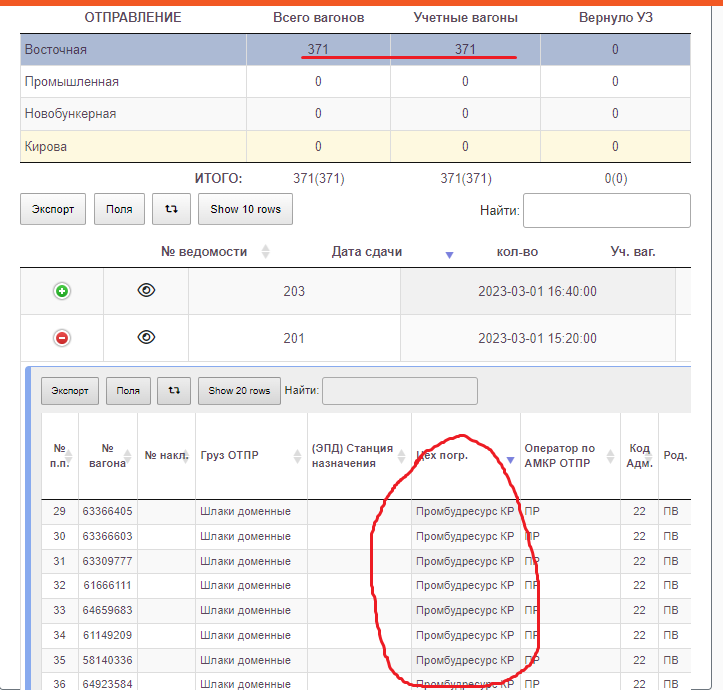 ОТПРАВЛЕНИЕ Всего вагонов Учетные вагоны Вернуло УЗ
Восточная 371 371 0
Промышленная 0 0 0
Новобункерная 0 0 0
Кирова 0 0 0
ИТОГО: 371(371) 371(371) 0(0)
Экспорт Поля Show 10 rows Найти:
№ ведомости Дата сдачи кол-во Уч. ваг.
203 2023-03-01 16:40:00
201 2023-03-01 15:20:00
Экспорт Поля Show 20 rows Найти:
№ п.п. № вагона № накл. Груз ОТПР (ЭПД) Станция назначения Цех погр. Оператор по АМКР ОТПР Код Адм. Род.
29 63366405 Шлаки доменные Промбудресурс КР ПР 22 ПВ
30 63366603 Шлаки доменные Промбудресурс КР ПР 22 ПВ
31 63309777 Шлаки доменные Промбудресурс КР ПР 22 ПВ
32 61666111 Шлаки доменные Промбудресурс КР ПР 22 ПВ
33 64659683 Шлаки доменные Промбудресурс КР ПР 22 ПВ
34 61149209 Шлаки доменные Промбудресурс КР ПР 22 ПВ
35 58140336 Шлаки доменные Промбудресурс КР ПР 22 ПВ
36 64923584 Шлаки доменные Промбудресурс КР ПР 22 ПВ